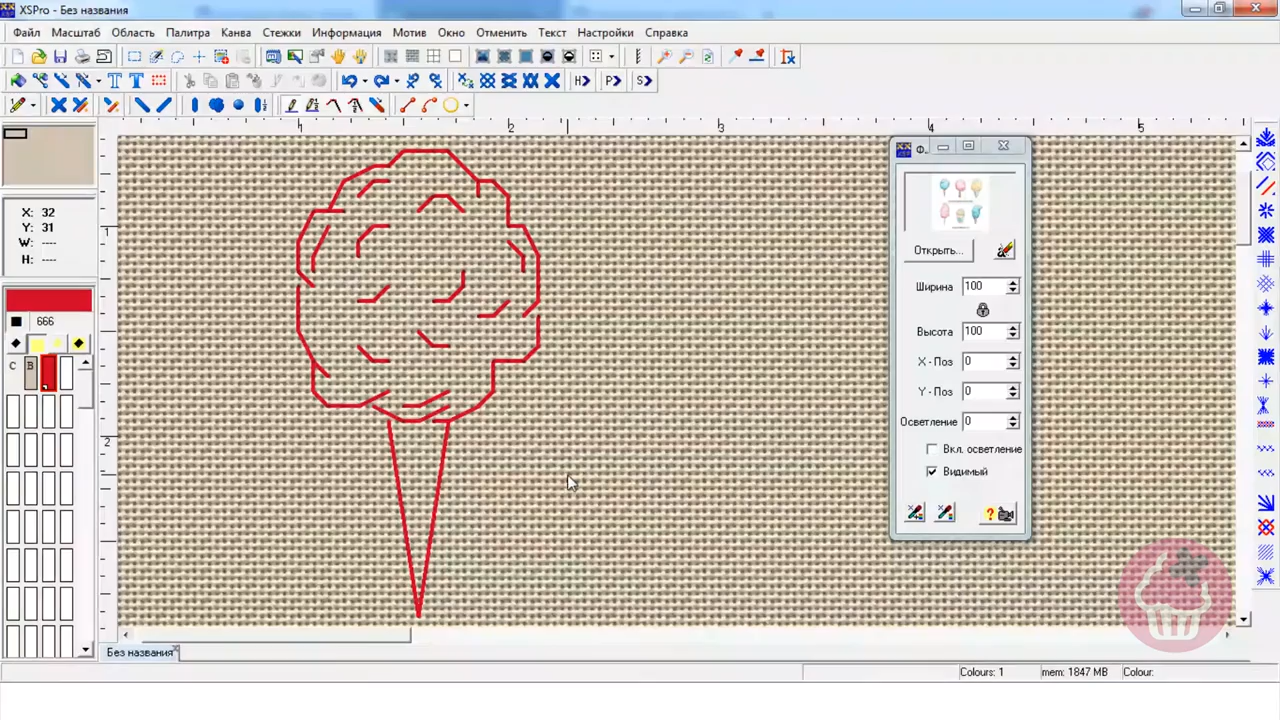 XSPro - Без названия
Файл Масштаб Область Палитра Канва Стежки Информация Мотив Окно Отменить Текст Настройки Справка
H> P> S>
1 2 3 4 5
X: 32
Y: 31
W: ----
H: ----
1
666
C B
2
Ф..
Открыть...
Ширина 100
Высота 100
X - Поз 0
Y - Поз 0
Осветление 0
Вкл. осветление
Видимый
Без названия
Colours: 1 mem: 1847 MB Colour: